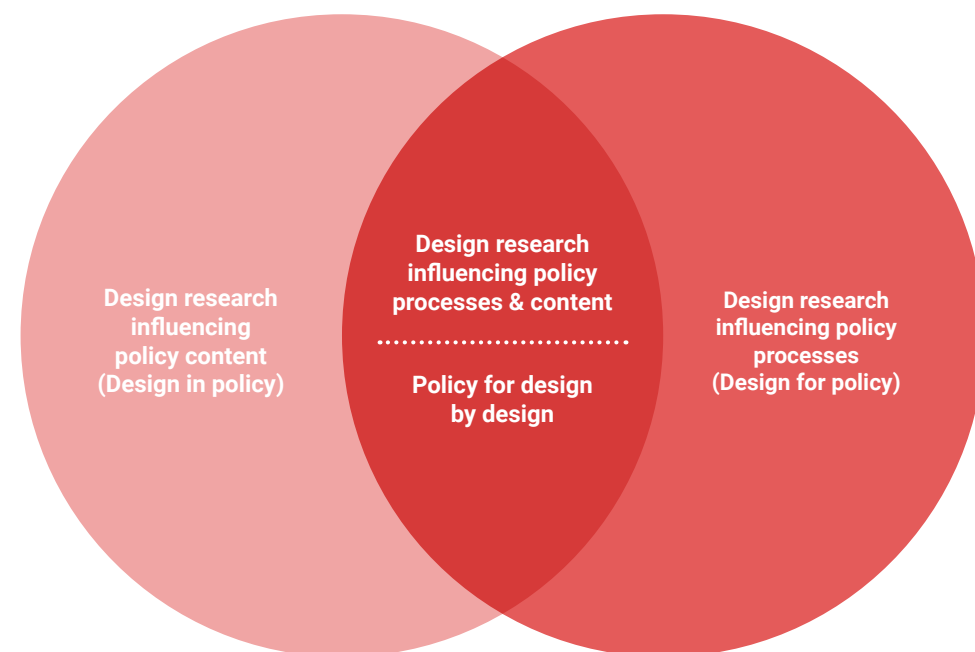 Design research
influencing
policy content
(Design in policy)
Design research
influencing policy
processes & content
Policy for design
by design
Design research
influencing policy
processes
(Design for policy)